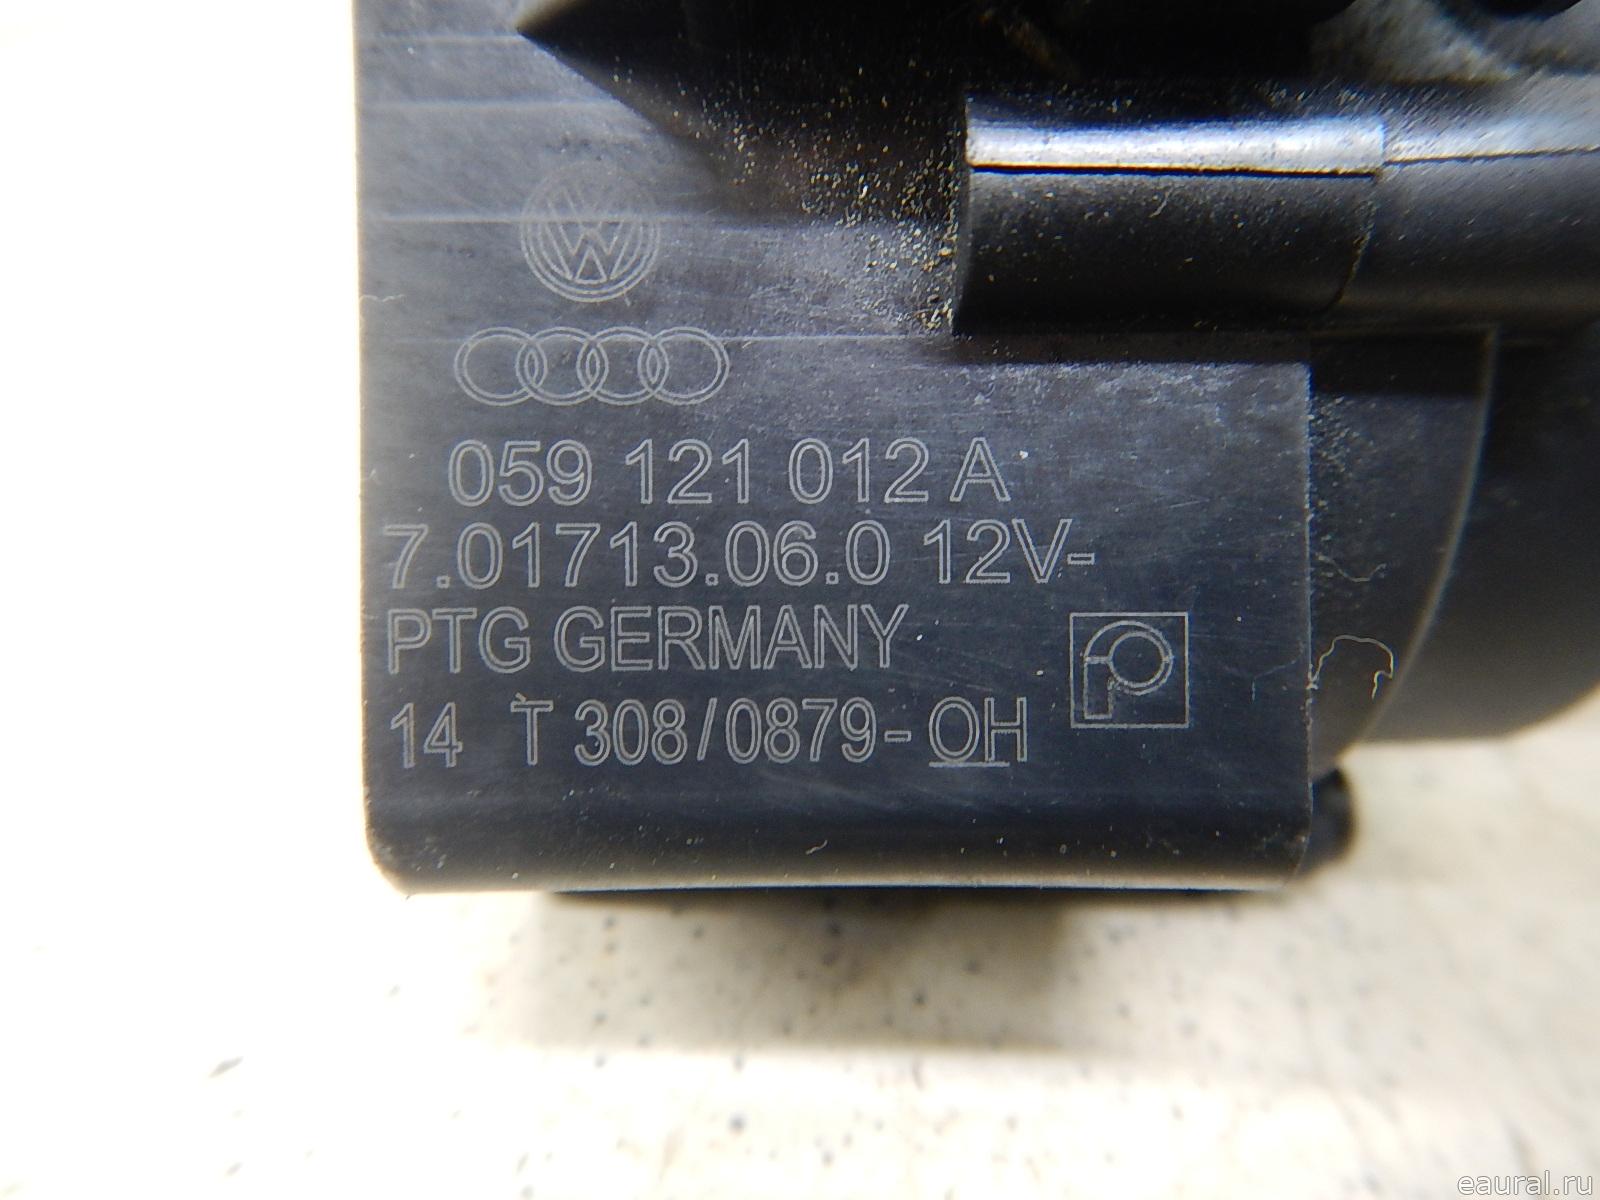 059 121 012 A
7.01713.06.0 12V-
PTG GERMANY
14 T 308/0879-OH
eaural.ru